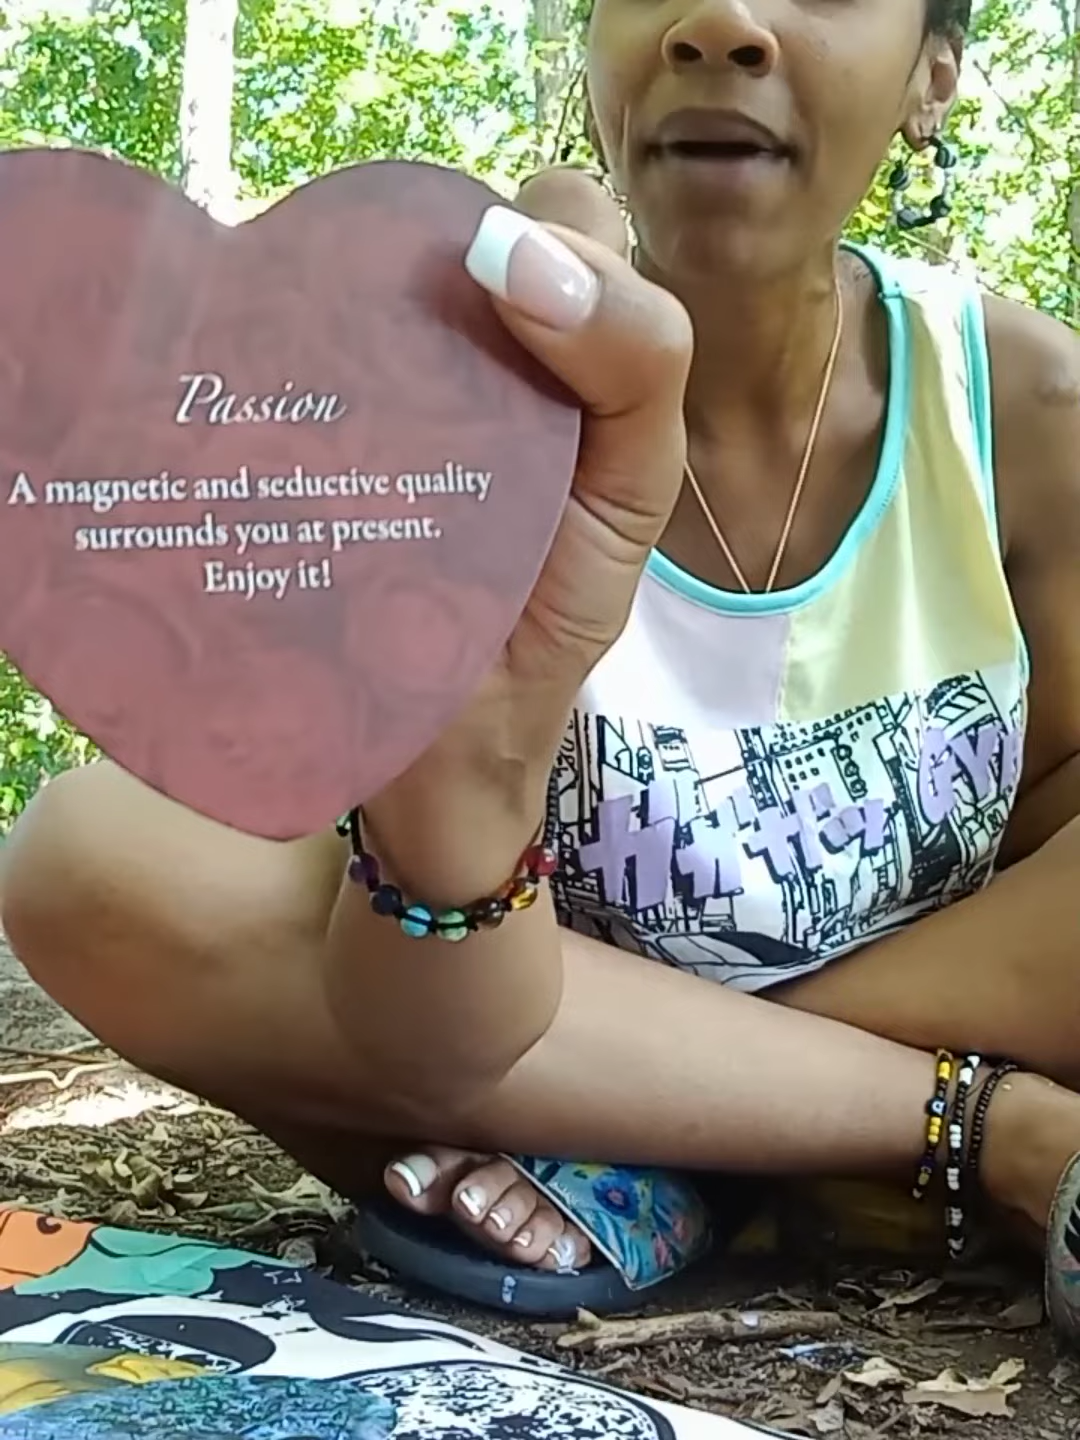 Passion
A magnetic and seductive quality
surrounds you at present.
Enjoy it!